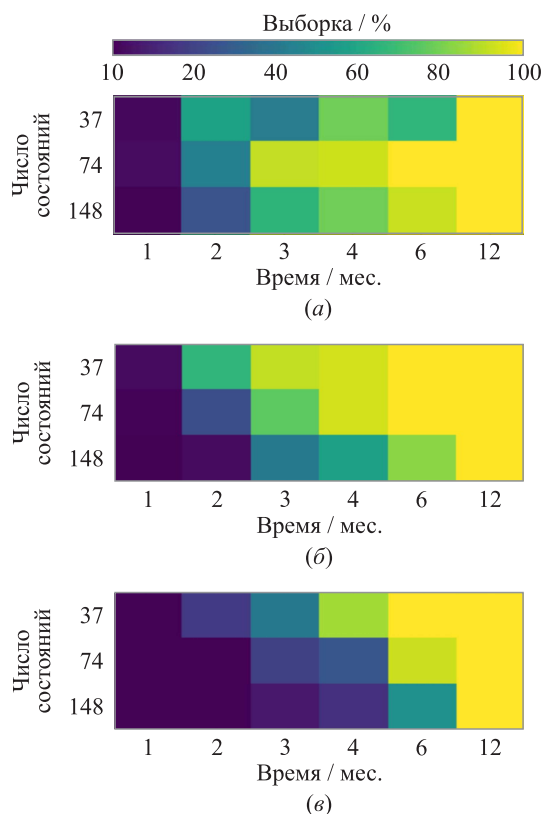 Выборка / %
10 20 40 60 80 100
Число состояний
37
74
148
1 2 3 4 6 12
Время / мес.
(а)
Число состояний
37
74
148
1 2 3 4 6 12
Время / мес.
(б)
Число состояний
37
74
148
1 2 3 4 6 12
Время / мес.
(в)